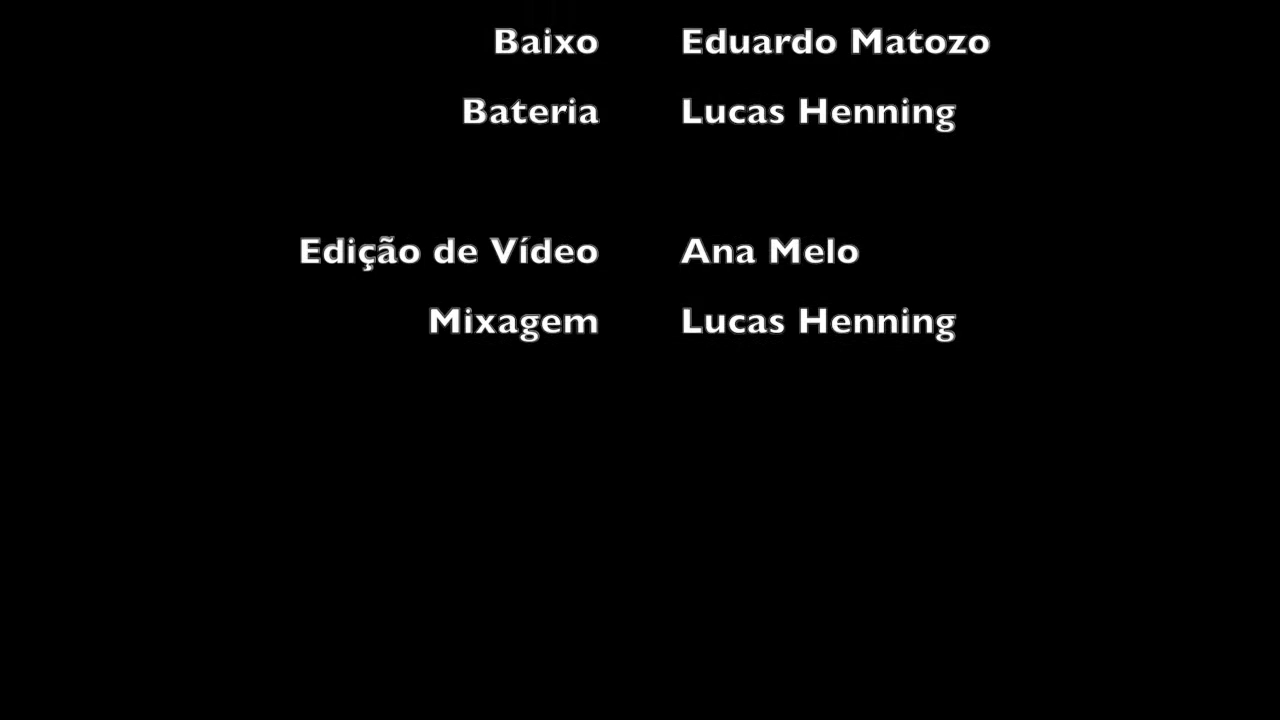 Baixo Eduardo Matozo
Bateria Lucas Henning
Edição de Vídeo Ana Melo
Mixagem Lucas Henning